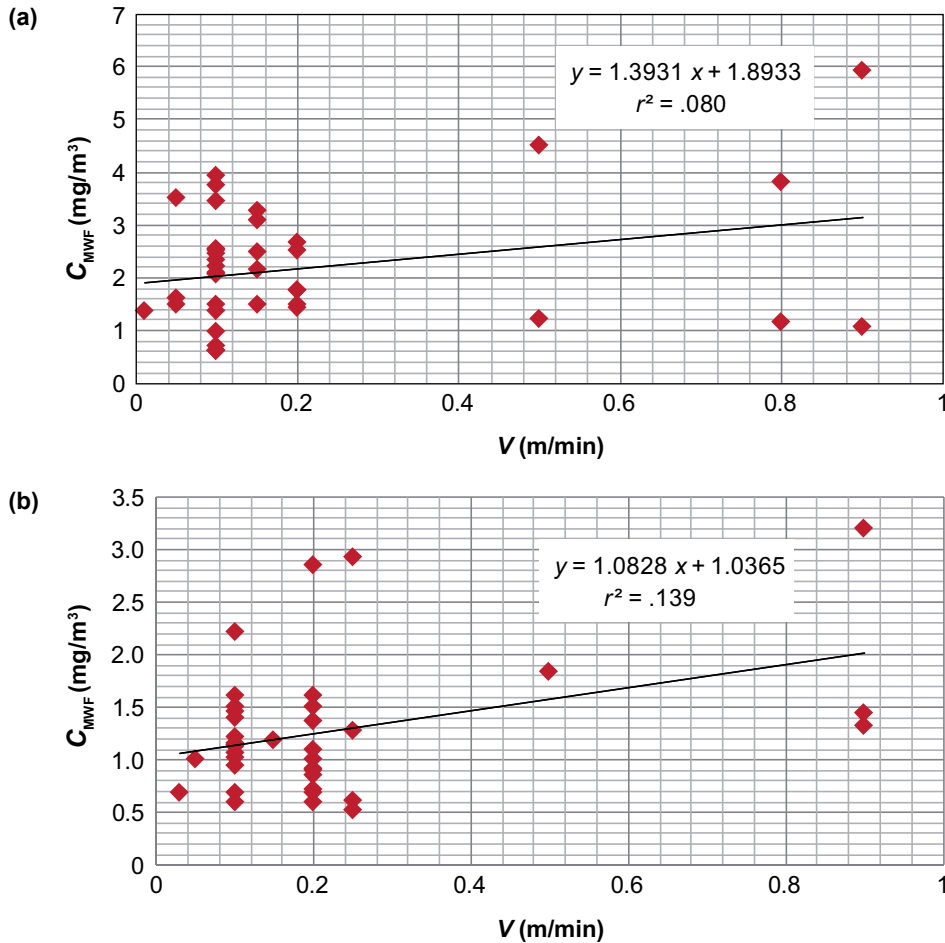 (a)
7
6
5
4
3
2
1
0
C MWF (mg/m³)
y = 1.3931 x + 1.8933
r² = .080
0 0.2 0.4 0.6 0.8 1
V (m/min)
(b)
3.5
3.0
2.5
2.0
1.5
1.0
0.5
0
C MWF (mg/m³)
y = 1.0828 x + 1.0365
r² = .139
0 0.2 0.4 0.6 0.8 1
V (m/min)